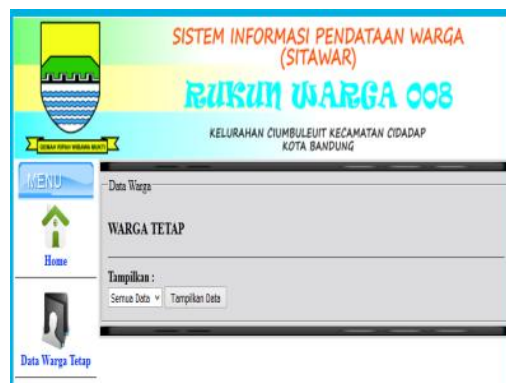 SISTEM INFORMASI PENDATAAN WARGA
(SITAWAR)
RUKUN WARGA 008
KELURAHAN CIUMBULEUIT KECAMATAN CIDADAP
KOTA BANDUNG
MENU
Home
Data Warga Tetap
Data Warga
WARGA TETAP
Tampilkan :
Semua Data
Tampilkan Data